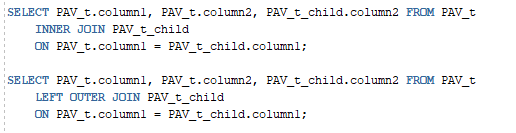 SELECT PAV_t.column1, PAV_t.column2, PAV_t_child.column2 FROM PAV_t
INNER JOIN PAV_t_child
ON PAV_t.column1 = PAV_t_child.column1;
SELECT PAV_t.column1, PAV_t.column2, PAV_t_child.column2 FROM PAV_t
LEFT OUTER JOIN PAV_t_child
ON PAV_t.column1 = PAV_t_child.column1;